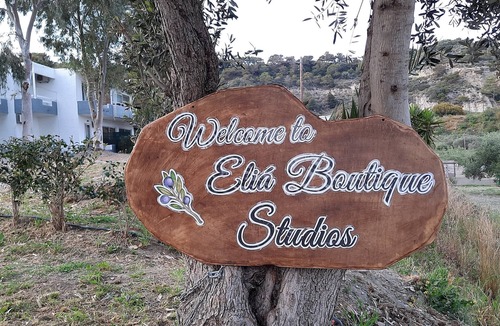 Welcome to
Eliá Boutique
Studios